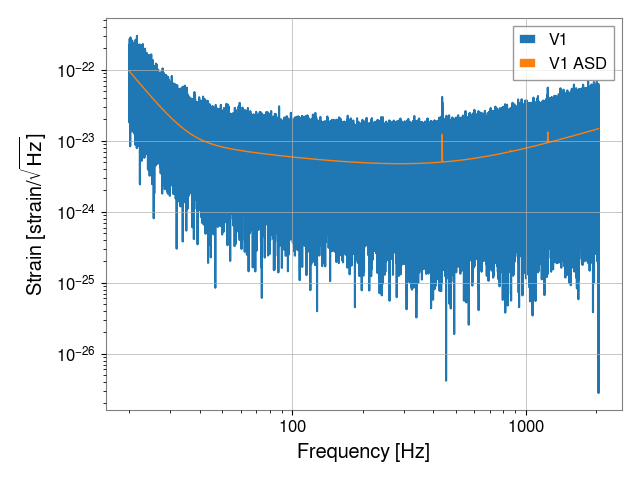 V1
V1 ASD
10⁻²²
10⁻²³
10⁻²⁴
10⁻²⁵
10⁻²⁶
Strain [strain/√Hz]
100
1000
Frequency [Hz]